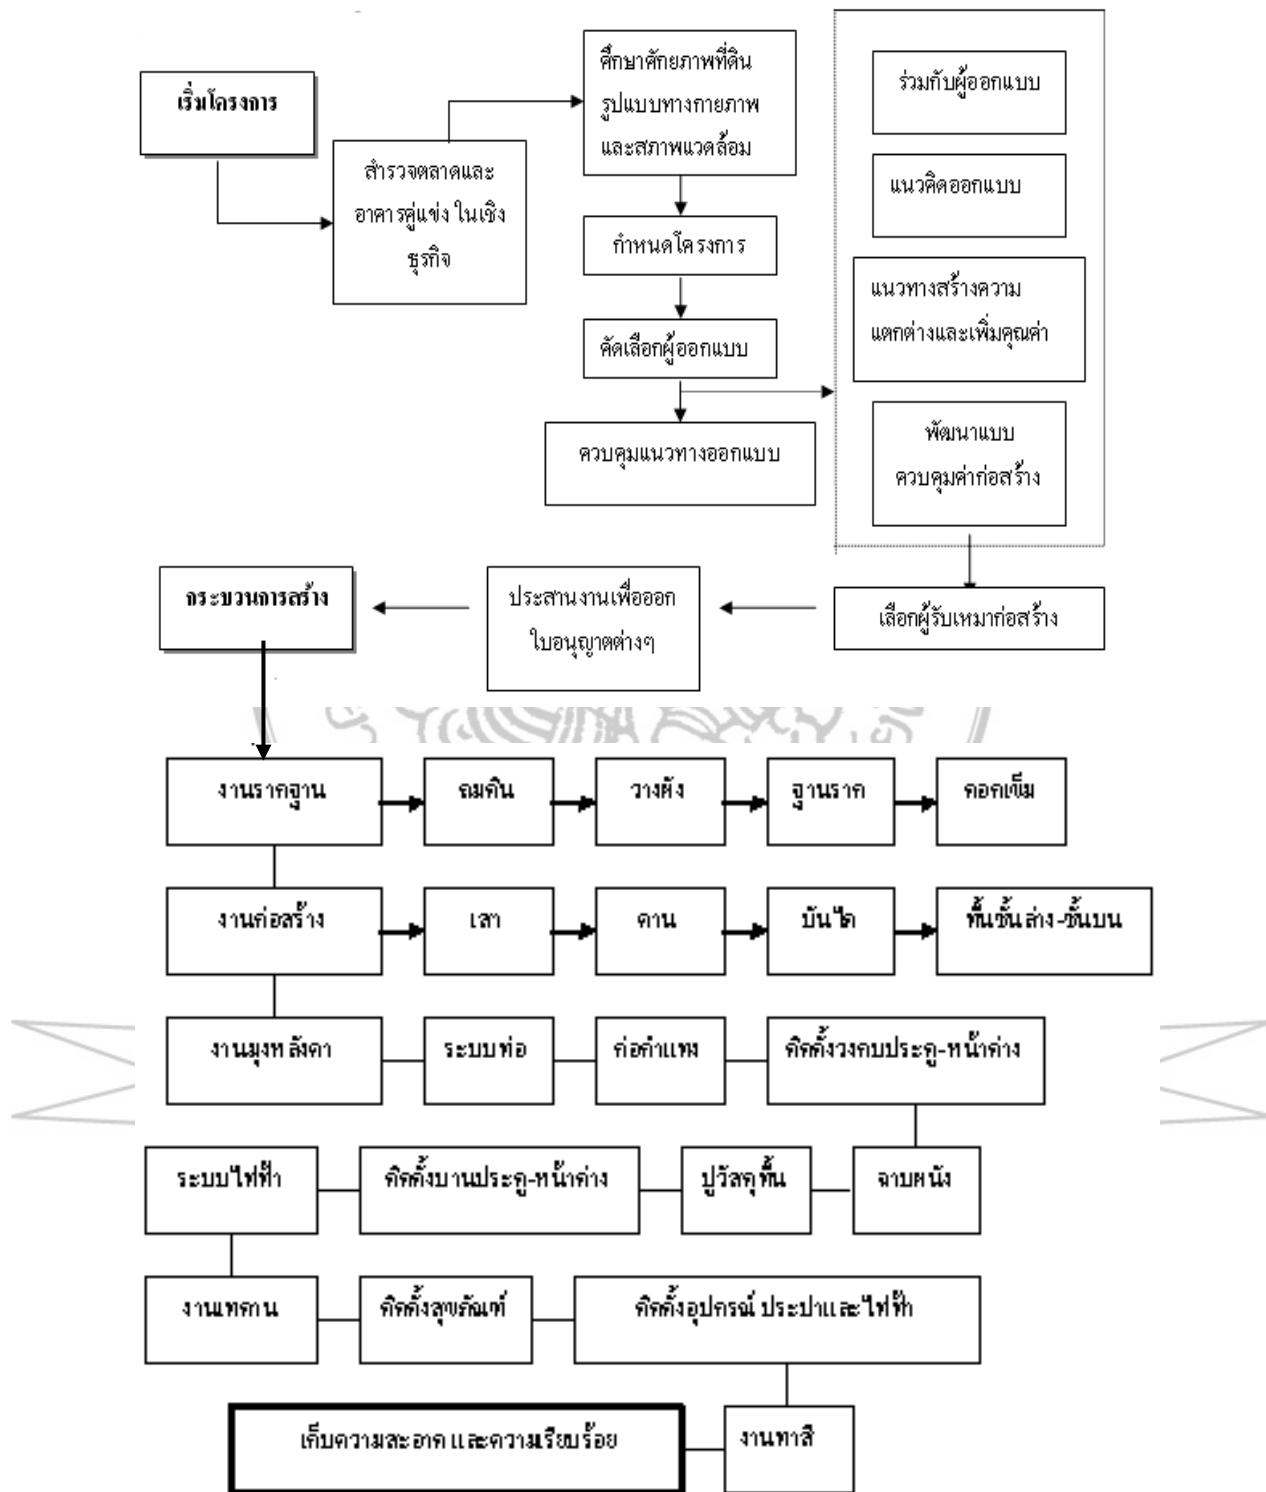 เริ่มโครงการ
สำรวจตลาดและ
อาคารคู่แข่ง ในเชิง
ธุรกิจ
ศึกษาศักยภาพที่ดิน
รูปแบบทางกายภาพ
และสภาพแวดล้อม
กำหนดโครงการ
คัดเลือกผู้ออกแบบ
ควบคุมแนวทางออกแบบ
ร่วมกับผู้ออกแบบ
แนวคิดออกแบบ
แนวทางสร้างความ
แตกต่างและเพิ่มคุณค่า
พัฒนาแบบ
ควบคุมค่าก่อสร้าง
เลือกผู้รับเหมาก่อสร้าง
ประสานงานเพื่อออก
ใบอนุญาตต่างๆ
กระบวนการสร้าง
งานรากฐาน
ถมดิน
วางผัง
ฐานราก
ตอกเข็ม
งานก่อสร้าง
เสา
คาน
บันได
พื้นชั้นล่าง-ชั้นบน
งานมุงหลังคา
ระบบท่อ
ก่อกำแพง
ติดตั้งวงกบประตู-หน้าต่าง
ระบบไฟฟ้า
ติดตั้งบานประตู-หน้าต่าง
ปูวัสดุพื้น
ฉาบผนัง
งานเพดาน
ติดตั้งสุขภัณฑ์
ติดตั้งอุปกรณ์ ประปาและไฟฟ้า
เก็บความสะอาด และความเรียบร้อย
งานทาสี